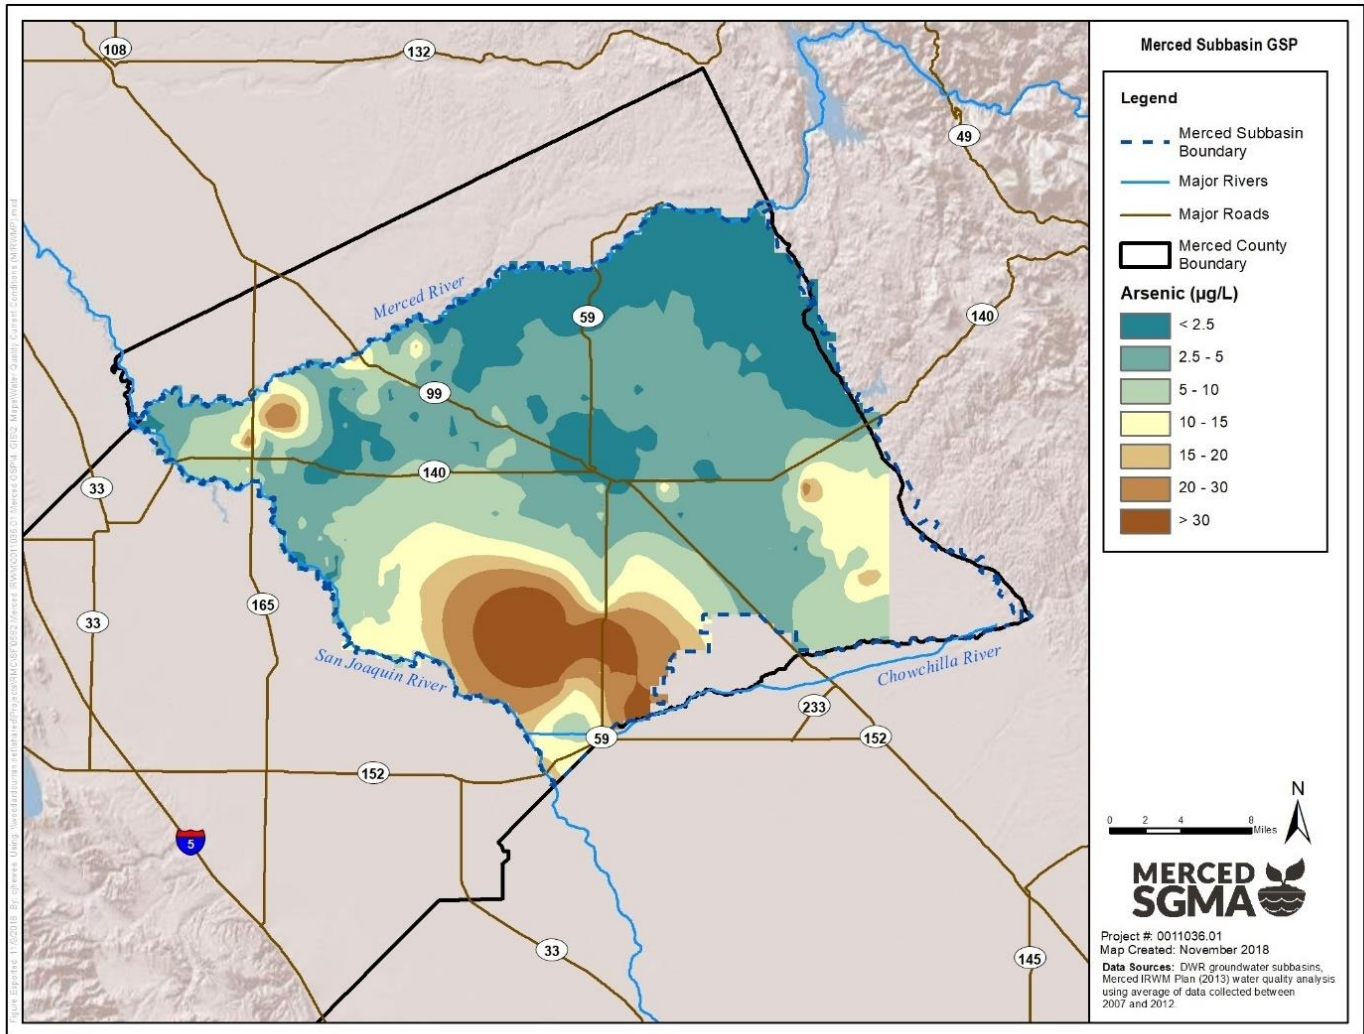 Merced Subbasin GSP
Legend
Merced Subbasin
Boundary
Major Rivers
Major Roads
Merced County
Boundary
Arsenic (µg/L)
< 2.5
2.5 - 5
5 - 10
10 - 15
15 - 20
20 - 30
> 30
108
132
49
Merced River
59
140
99
140
33
165
33
San Joaquin River
Chowchilla River
233
59
152
152
5
33
145
N
0 2 4 8
Miles
MERCED
SGMA
Project #: 0011036.01
Map Created: November 2018
Data Sources: DWR groundwater subbasins,
Merced IRWM Plan (2013) water quality analysis
using average of data collected between
2007 and 2012.